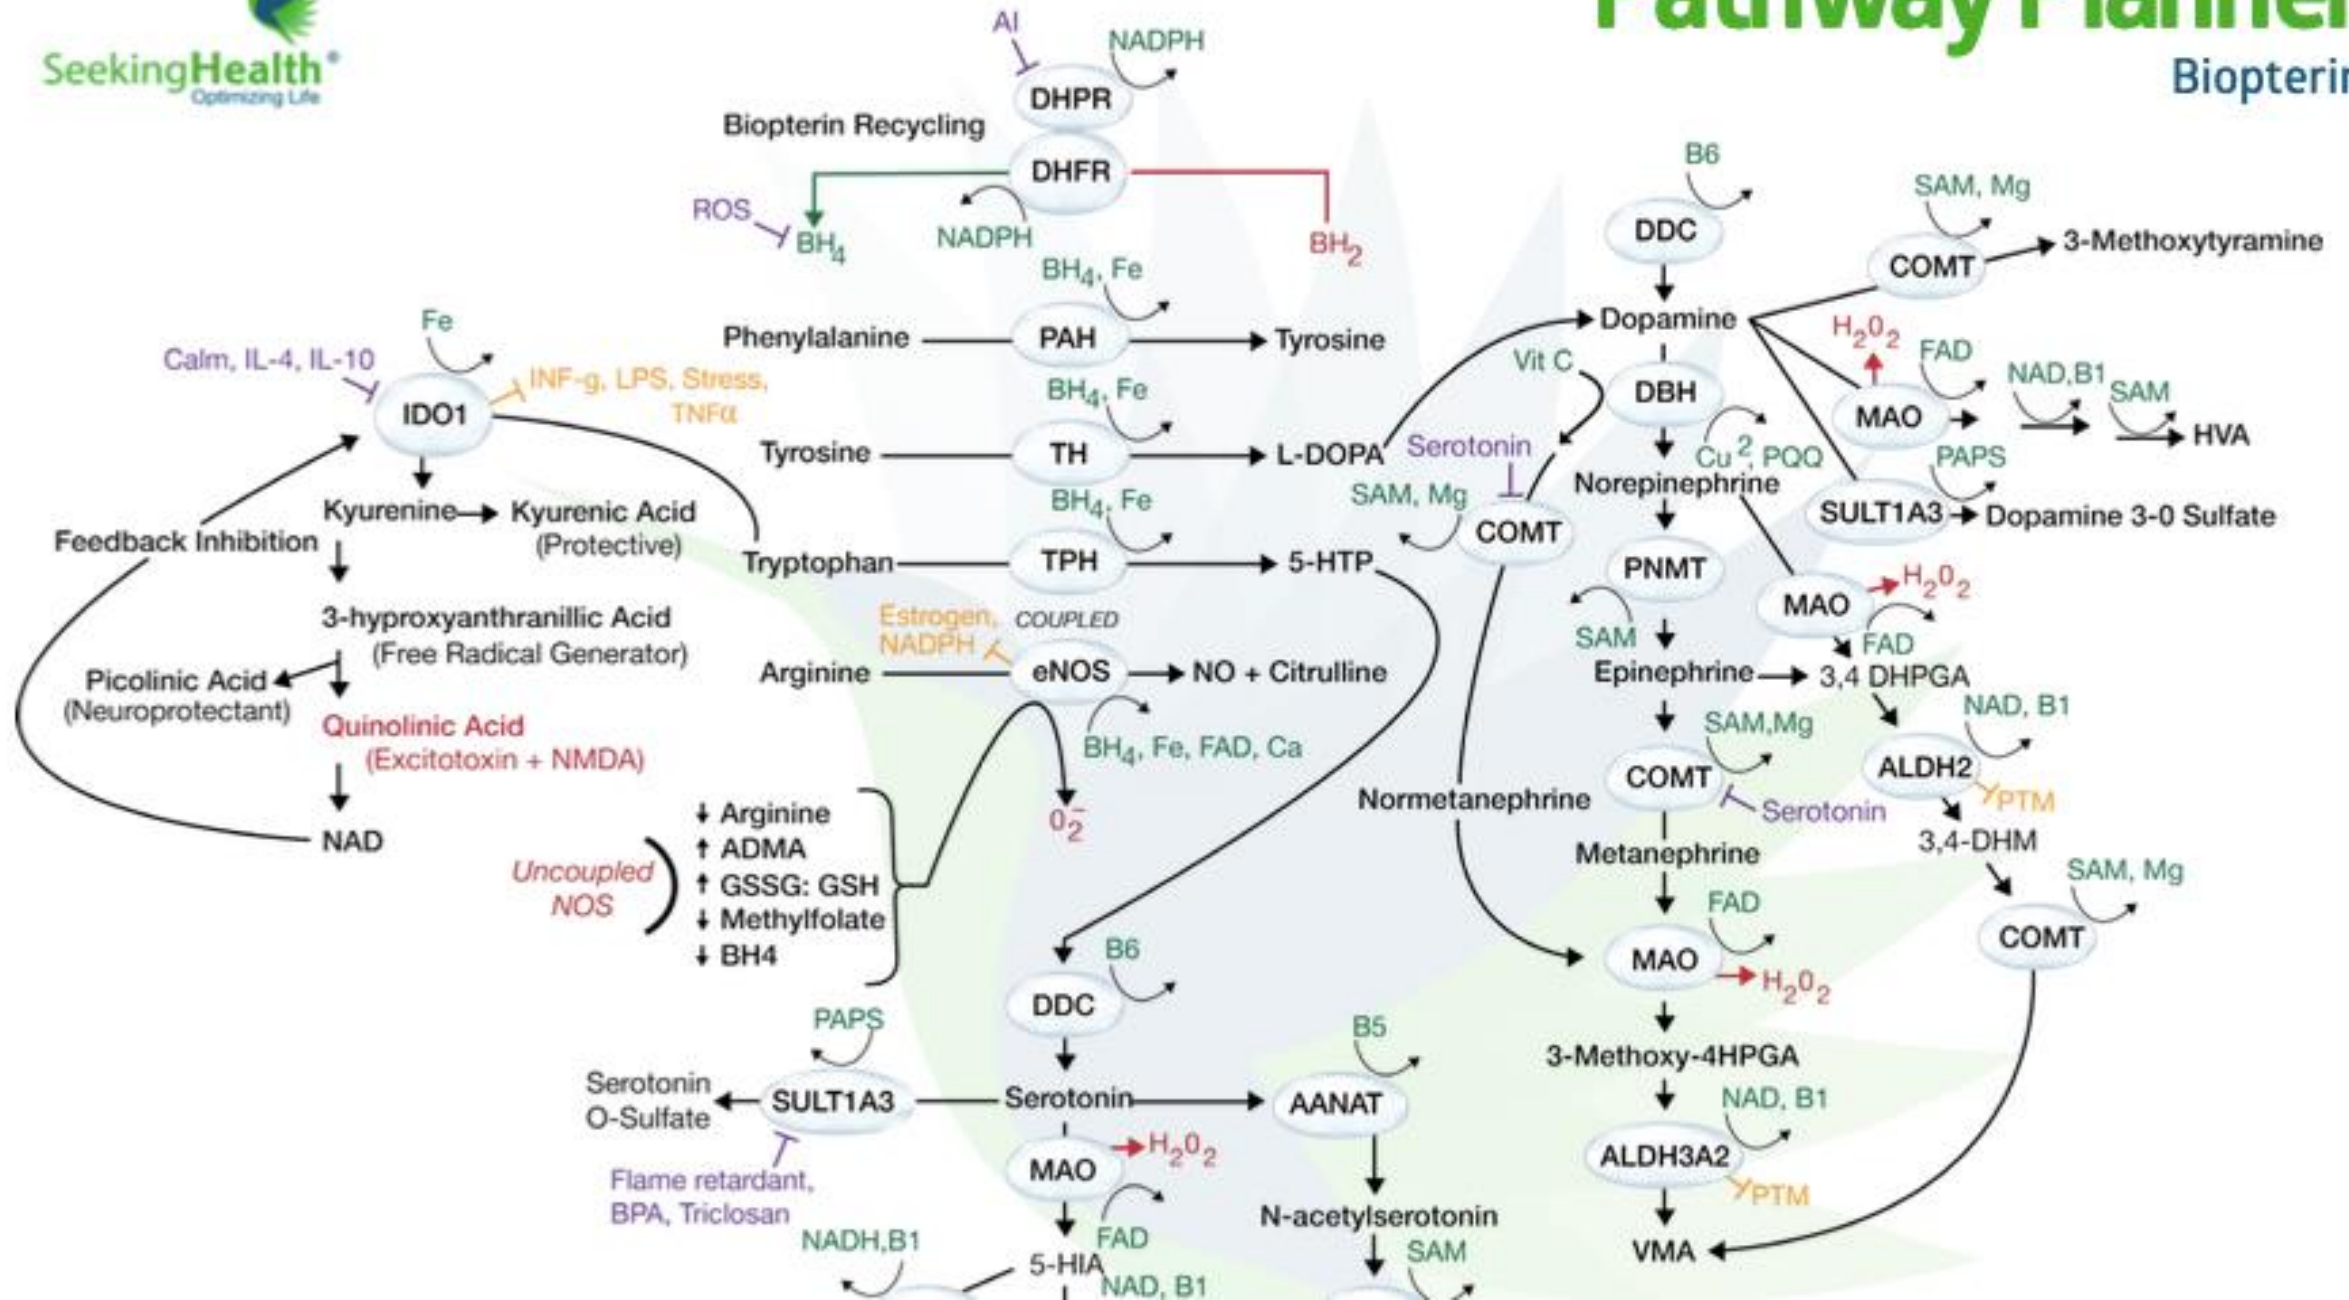 SeekingHealth®
Optimizing Life
Pathway Planner
Biopterin
AI
NADPH
DHPR
Biopterin Recycling
DHFR
ROS
BH4
NADPH
BH2
BH4, Fe
Phenylalanine
PAH
Tyrosine
BH4, Fe
Tyrosine
TH
L-DOPA
BH4, Fe
Tryptophan
TPH
5-HTP
Estrogen,
NADPH
COUPLED
Arginine
eNOS
NO + Citrulline
BH4, Fe, FAD, Ca
O2-
Fe
Calm, IL-4, IL-10
INF-g, LPS, Stress,
TNFα
IDO1
Kyurenine
Kyurenic Acid
(Protective)
Feedback Inhibition
3-hyproxyanthranillic Acid
(Free Radical Generator)
Picolinic Acid
(Neuroprotectant)
Quinolinic Acid
(Excitotoxin + NMDA)
NAD
Uncoupled
NOS
↓ Arginine
↑ ADMA
↑ GSSG: GSH
↓ Methylfolate
↓ BH4
B6
DDC
PAPS
Serotonin
O-Sulfate
SULT1A3
Serotonin
B5
AANAT
Flame retardant,
BPA, Triclosan
MAO
H2O2
FAD
NADH,B1
5-HIA
NAD, B1
N-acetylserotonin
SAM
B6
DDC
Dopamine
SAM, Mg
COMT
3-Methoxytyramine
H2O2
FAD
MAO
NAD,B1
SAM
HVA
PAPS
SULT1A3
Dopamine 3-0 Sulfate
Vit C
DBH
Cu 2, PQQ
Norepinephrine
Serotonin
SAM, Mg
COMT
PNMT
SAM
MAO
H2O2
FAD
Epinephrine
3,4 DHPGA
SAM,Mg
COMT
Serotonin
NAD, B1
ALDH2
PTM
3,4-DHM
Normetanephrine
Metanephrine
SAM, Mg
COMT
FAD
MAO
H2O2
3-Methoxy-4HPGA
NAD, B1
ALDH3A2
PTM
VMA